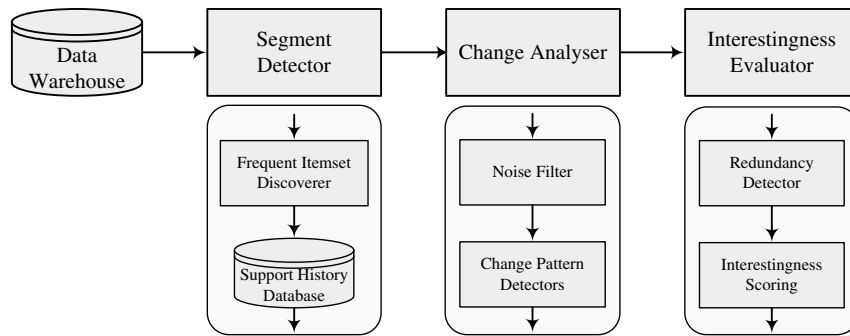 Data
Warehouse
Segment
Detector
Change Analyser
Interestingness
Evaluator
Frequent Itemset
Discoverer
Support History
Database
Noise Filter
Change Pattern
Detectors
Redundancy
Detector
Interestingness
Scoring